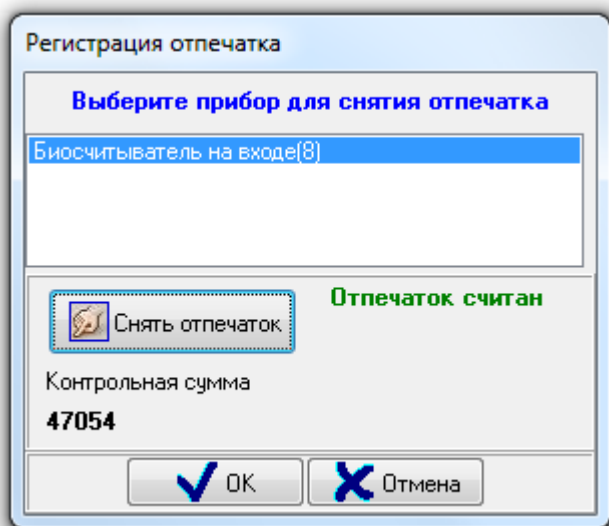 Регистрация отпечатка
Выберите прибор для снятия отпечатка
Биосчитыватель на входе(8)
Отпечаток считан
Снять отпечаток
Контрольная сумма
47054
OK
Отмена